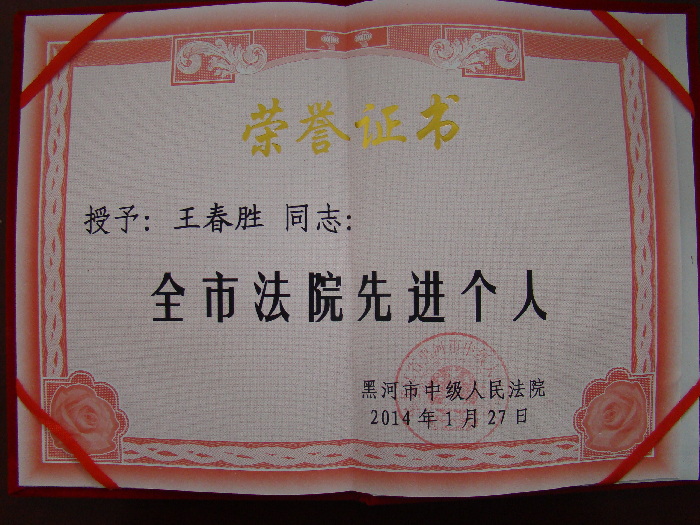 荣誉证书
授予：王春胜 同志：
全市法院先进个人
黑河市中级人民法院
2014年1月27日